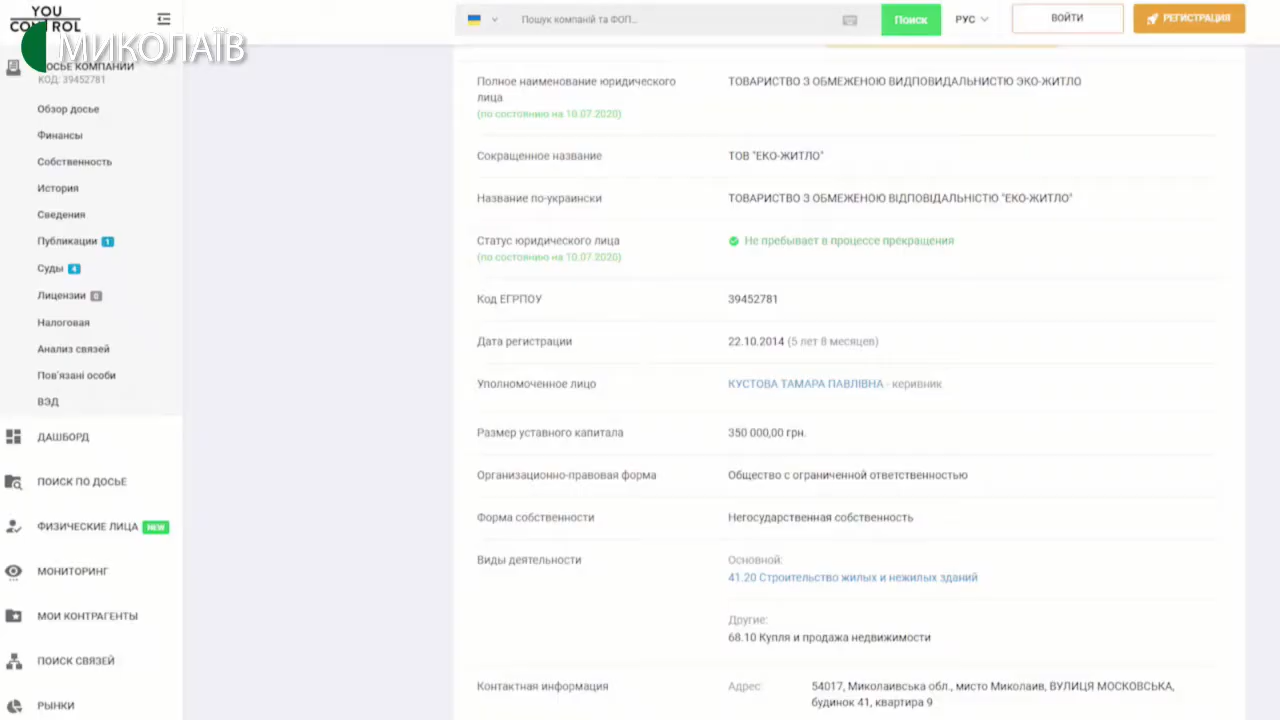 YOU
CONTROL
МИКОЛАЇВ
ДОСЬЕ КОМПАНИИ
КОД: 39452781
Обзор досье
Финансы
Собственность
История
Сведения
Публикации 1
Суды 4
Лицензии 0
Налоговая
Анализ связей
Пов'язані особи
ВЭД
ДАШБОРД
ПОИСК ПО ДОСЬЕ
ФИЗИЧЕСКИЕ ЛИЦА NEW
МОНИТОРИНГ
МОИ КОНТРАГЕНТЫ
ПОИСК СВЯЗЕЙ
РЫНКИ
Пошук компаній та ФОП...
Поиск
РУС
ВОЙТИ
РЕГИСТРАЦИЯ
Полное наименование юридического
лица
(по состоянию на 10.07.2020)
ТОВАРИСТВО З ОБМЕЖЕНОЮ ВИДПОВИДАЛЬНИСТЮ ЭКО-ЖИТЛО
Сокращенное название
ТОВ "ЕКО-ЖИТЛО"
Название по-украински
ТОВАРИСТВО З ОБМЕЖЕНОЮ ВІДПОВІДАЛЬНІСТЮ "ЕКО-ЖИТЛО"
Статус юридического лица
(по состоянию на 10.07.2020)
Не пребывает в процессе прекращения
Код ЕГРПОУ
39452781
Дата регистрации
22.10.2014 (5 лет 8 месяцев)
Уполномоченное лицо
КУСТОВА ТАМАРА ПАВЛІВНА - керивник
Размер уставного капитала
350 000,00 грн.
Организационно-правовая форма
Общество с ограниченной ответственностью
Форма собственности
Негосударственная собственность
Виды деятельности
Основной:
41.20 Строительство жилых и нежилых зданий
Другие:
68.10 Купля и продажа недвижимости
Контактная информация
Адрес:
54017, Миколаивська обл., мисто Миколаив, ВУЛИЦЯ МОСКОВСЬКА,
будинок 41, квартира 9